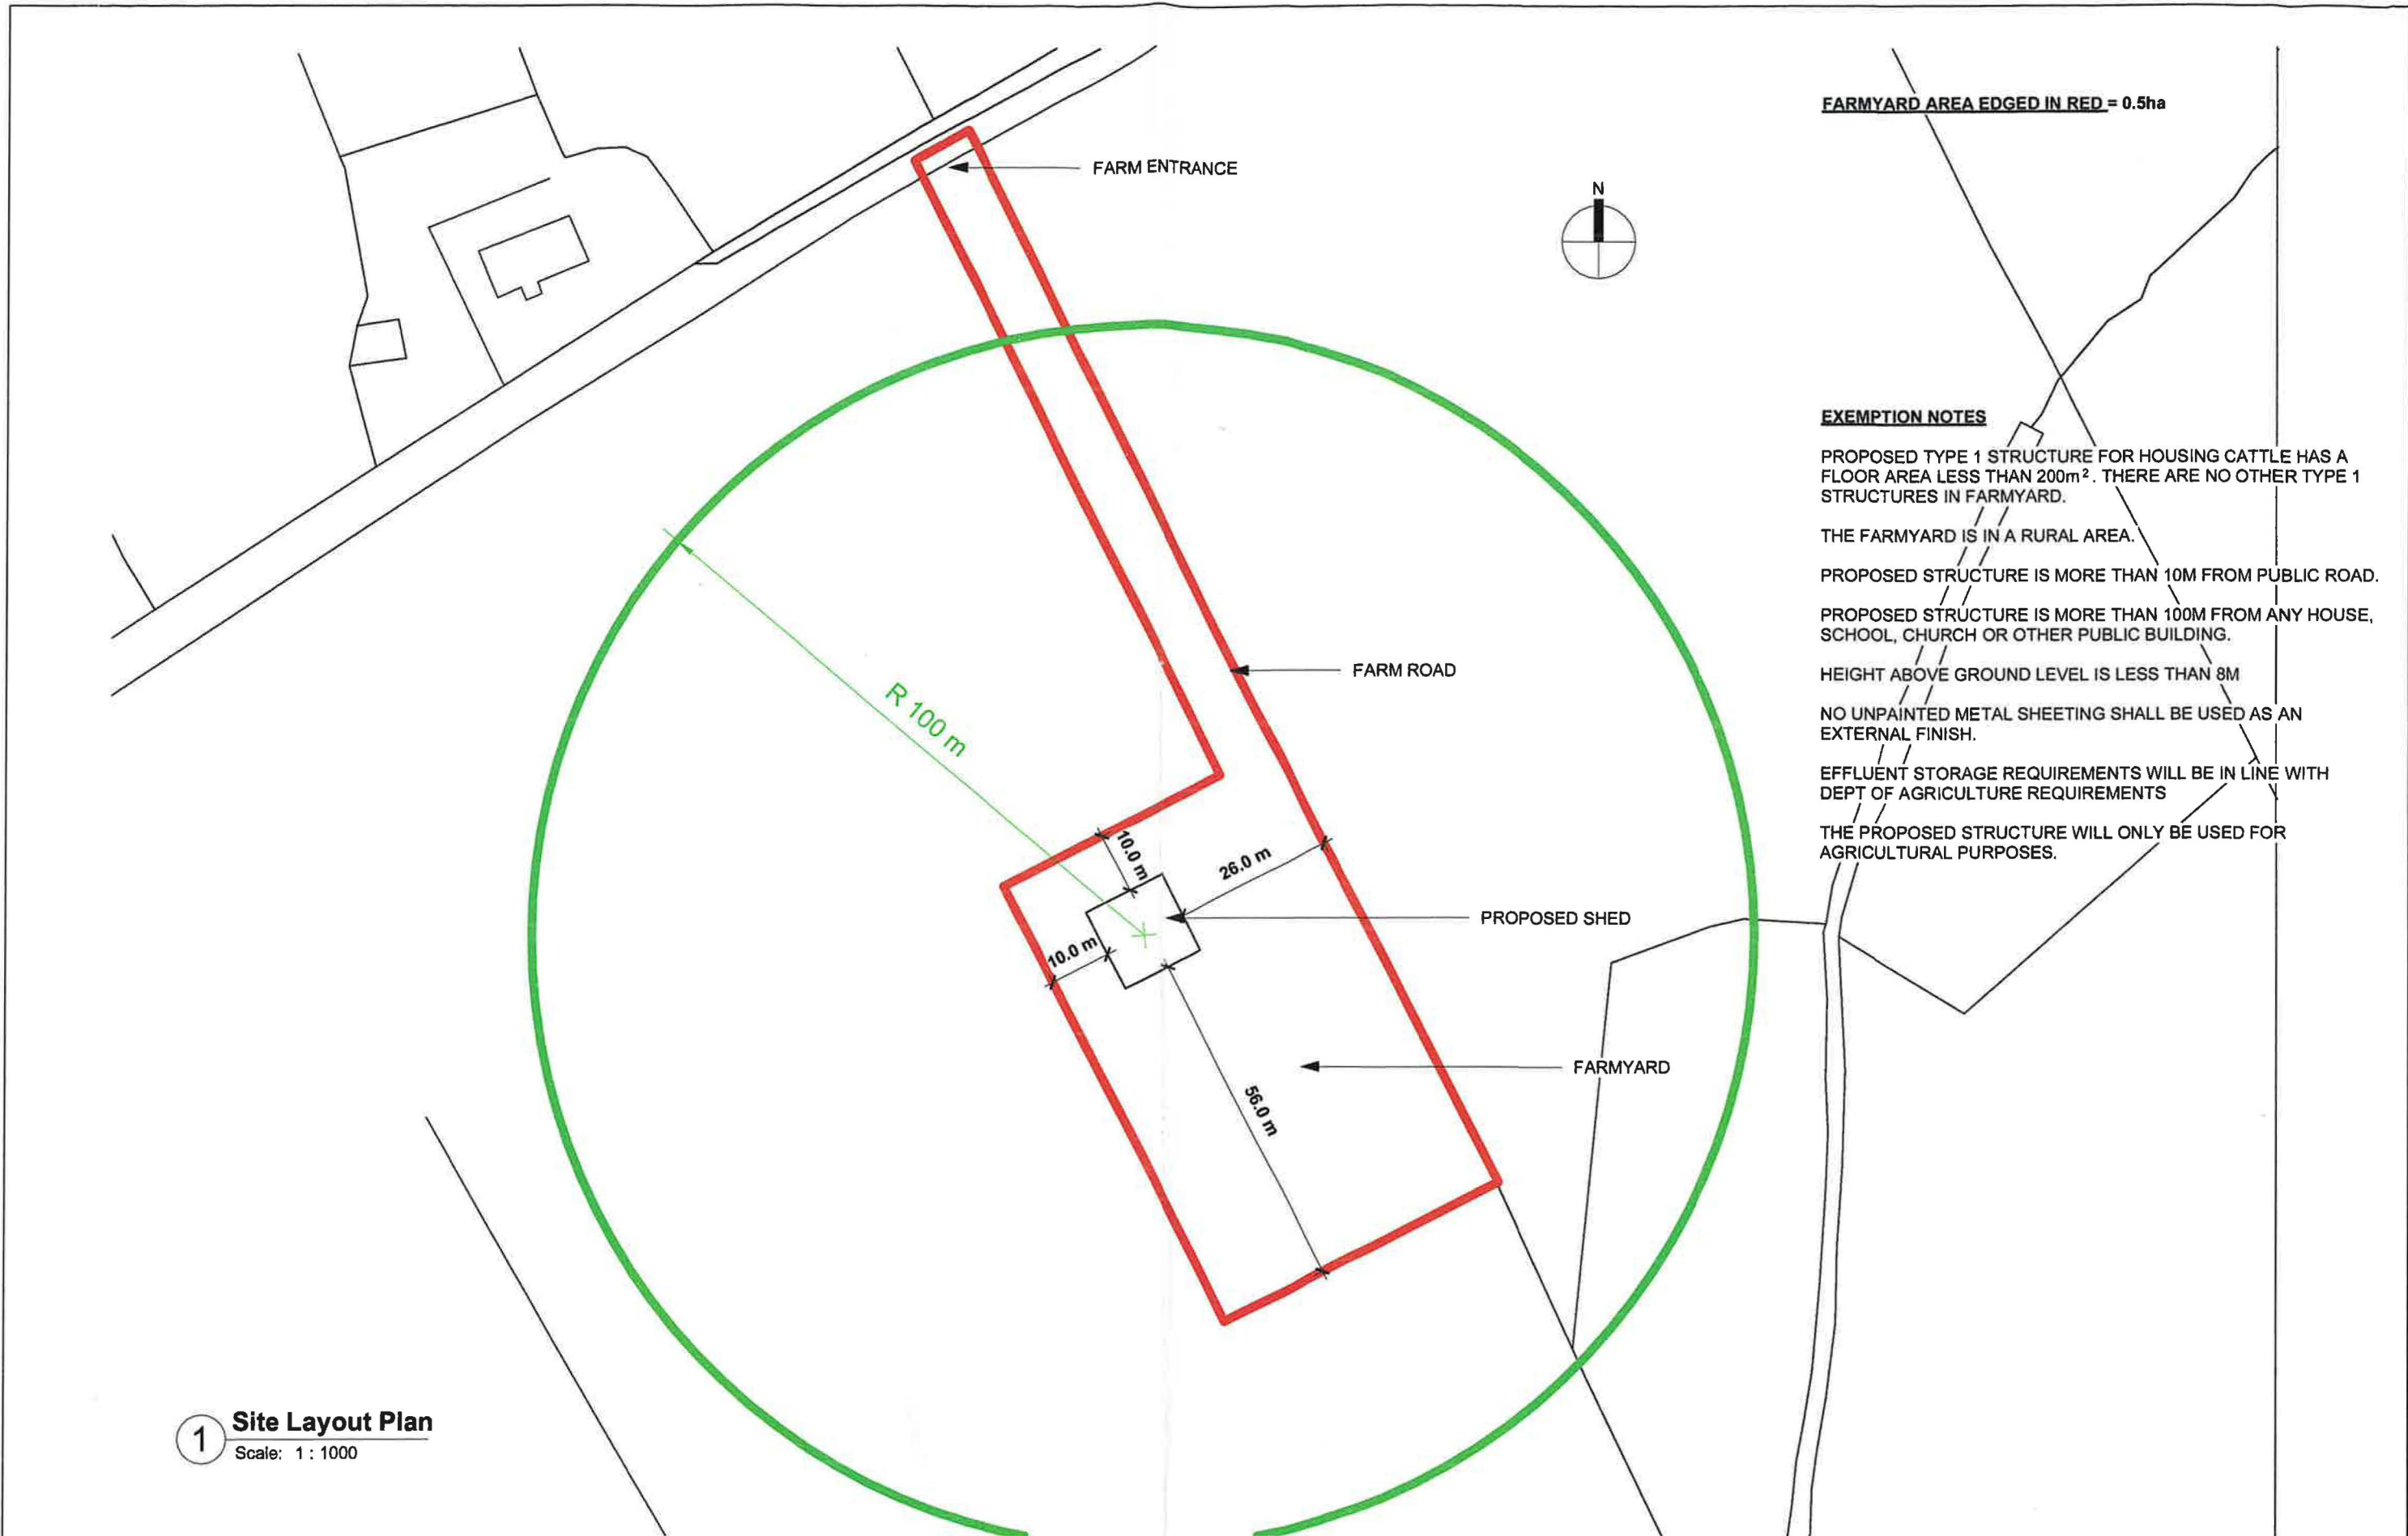 FARMYARD AREA EDGED IN RED = 0.5ha
FARM ENTRANCE
N
EXEMPTION NOTES
PROPOSED TYPE 1 STRUCTURE FOR HOUSING CATTLE HAS A
FLOOR AREA LESS THAN 200m². THERE ARE NO OTHER TYPE 1
STRUCTURES IN FARMYARD.
THE FARMYARD IS IN A RURAL AREA.
PROPOSED STRUCTURE IS MORE THAN 10M FROM PUBLIC ROAD.
PROPOSED STRUCTURE IS MORE THAN 100M FROM ANY HOUSE,
SCHOOL, CHURCH OR OTHER PUBLIC BUILDING.
HEIGHT ABOVE GROUND LEVEL IS LESS THAN 8M
NO UNPAINTED METAL SHEETING SHALL BE USED AS AN
EXTERNAL FINISH.
EFFLUENT STORAGE REQUIREMENTS WILL BE IN LINE WITH
DEPT OF AGRICULTURE REQUIREMENTS
THE PROPOSED STRUCTURE WILL ONLY BE USED FOR
AGRICULTURAL PURPOSES.
FARM ROAD
R 100 m
10.0 m
26.0 m
PROPOSED SHED
10.0 m
FARMYARD
56.0 m
1
Site Layout Plan
Scale: 1 : 1000